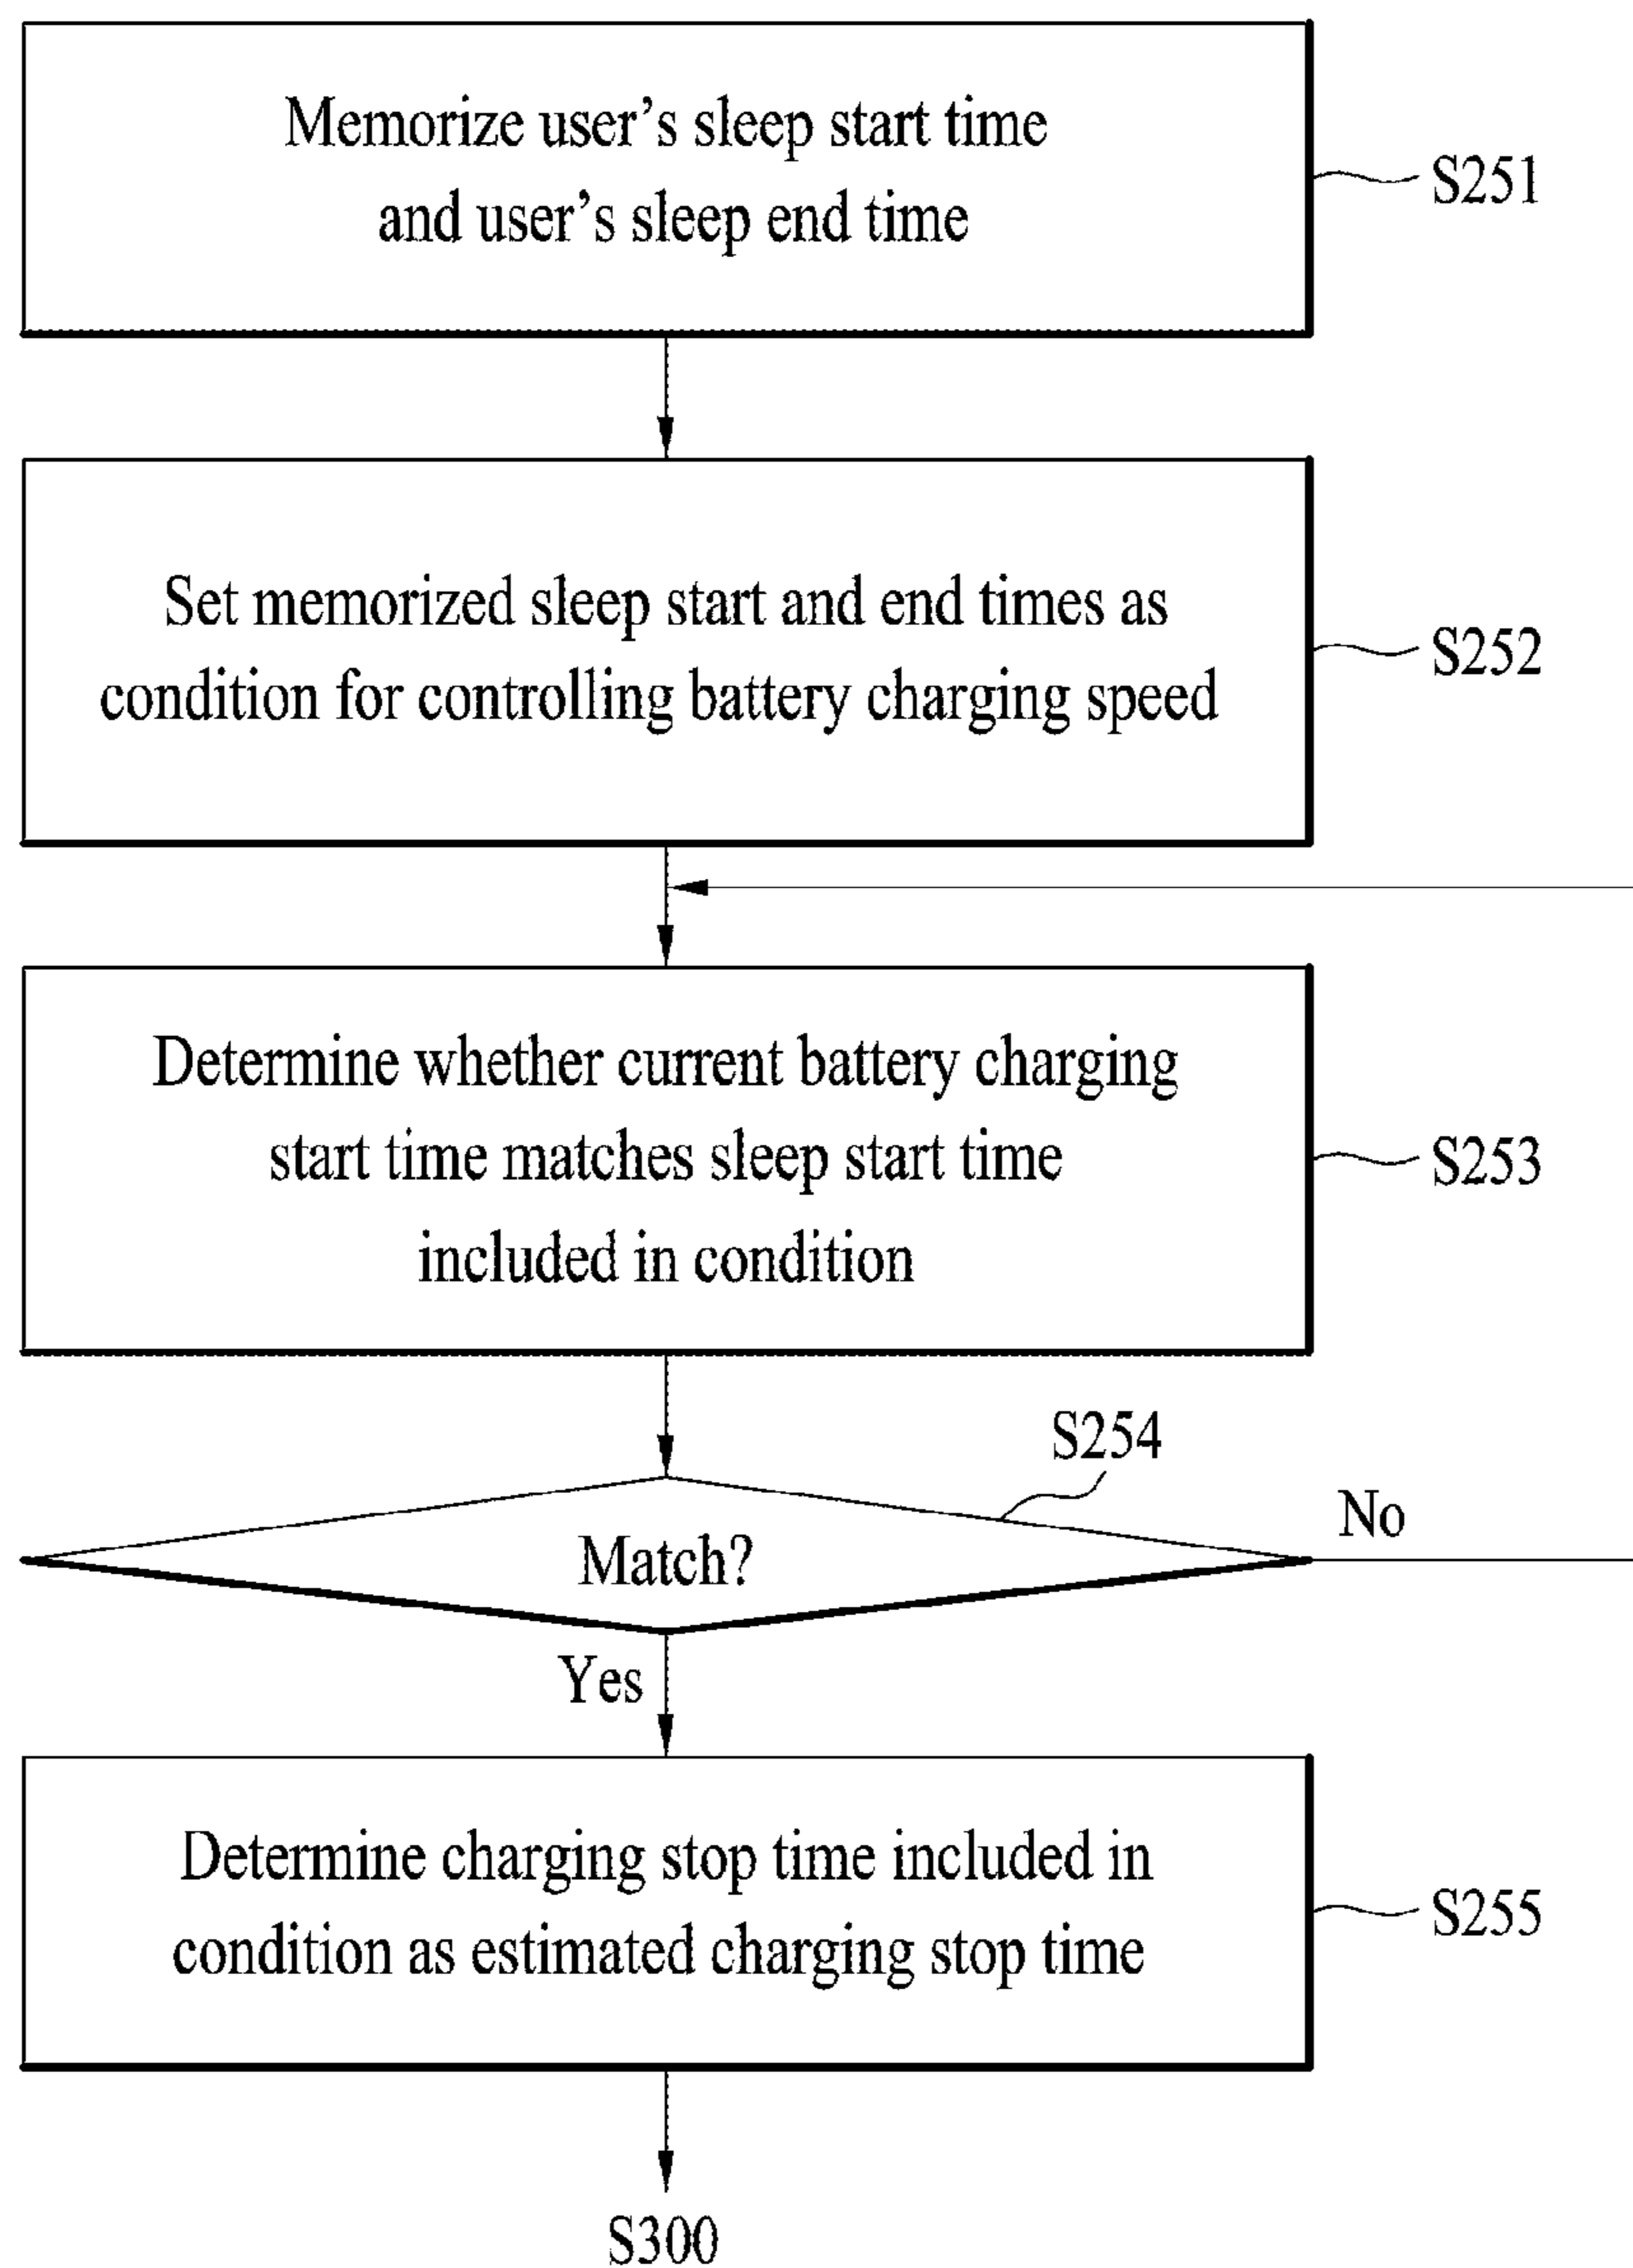 Memorize user’s sleep start time
and user’s sleep end time
S251
Set memorized sleep start and end times as
condition for controlling battery charging speed
S252
Determine whether current battery charging
start time matches sleep start time
included in condition
S253
S254
Match?
No
Yes
Determine charging stop time included in
condition as estimated charging stop time
S255
S300